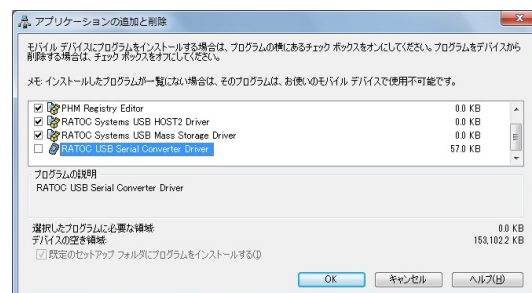 アプリケーションの追加と削除
モバイル デバイスにプログラムをインストールする場合は、プログラムの横にあるチェック ボックスをオンにしてください。プログラムをデバイスから
削除する場合は、チェック ボックスをオフにしてください。
メモ: インストールしたプログラムが一覧にない場合は、そのプログラムは、お使いのモバイル デバイスで使用不可能です。
PHM Registry Editor 0.0 KB
RATOC Systems USB HOST2 Driver 0.0 KB
RATOC Systems USB Mass Storage Driver 0.0 KB
RATOC USB Serial Converter Driver 57.0 KB
プログラムの説明
RATOC USB Serial Converter Driver
選択したプログラムに必要な領域: 0.0 KB
デバイスの空き領域: 153,102.2 KB
既定のセットアップ フォルダにプログラムをインストールする(I)
OK キャンセル ヘルプ(H)